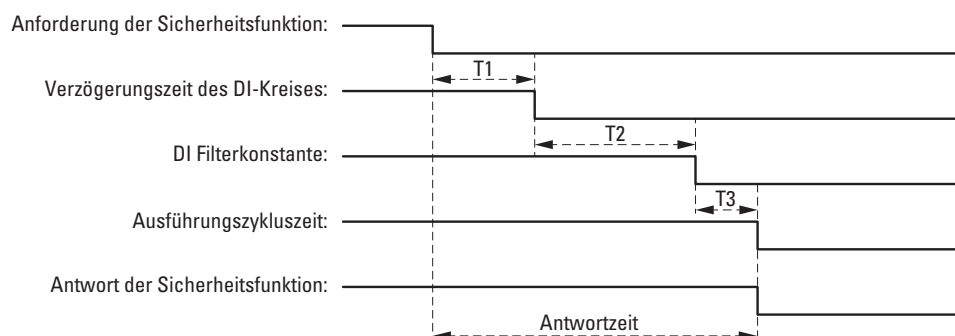 Anforderung der Sicherheitsfunktion:
T1
Verzögerungszeit des DI-Kreises:
T2
DI Filterkonstante:
T3
Ausführungszykluszeit:
Antwort der Sicherheitsfunktion:
Antwortzeit